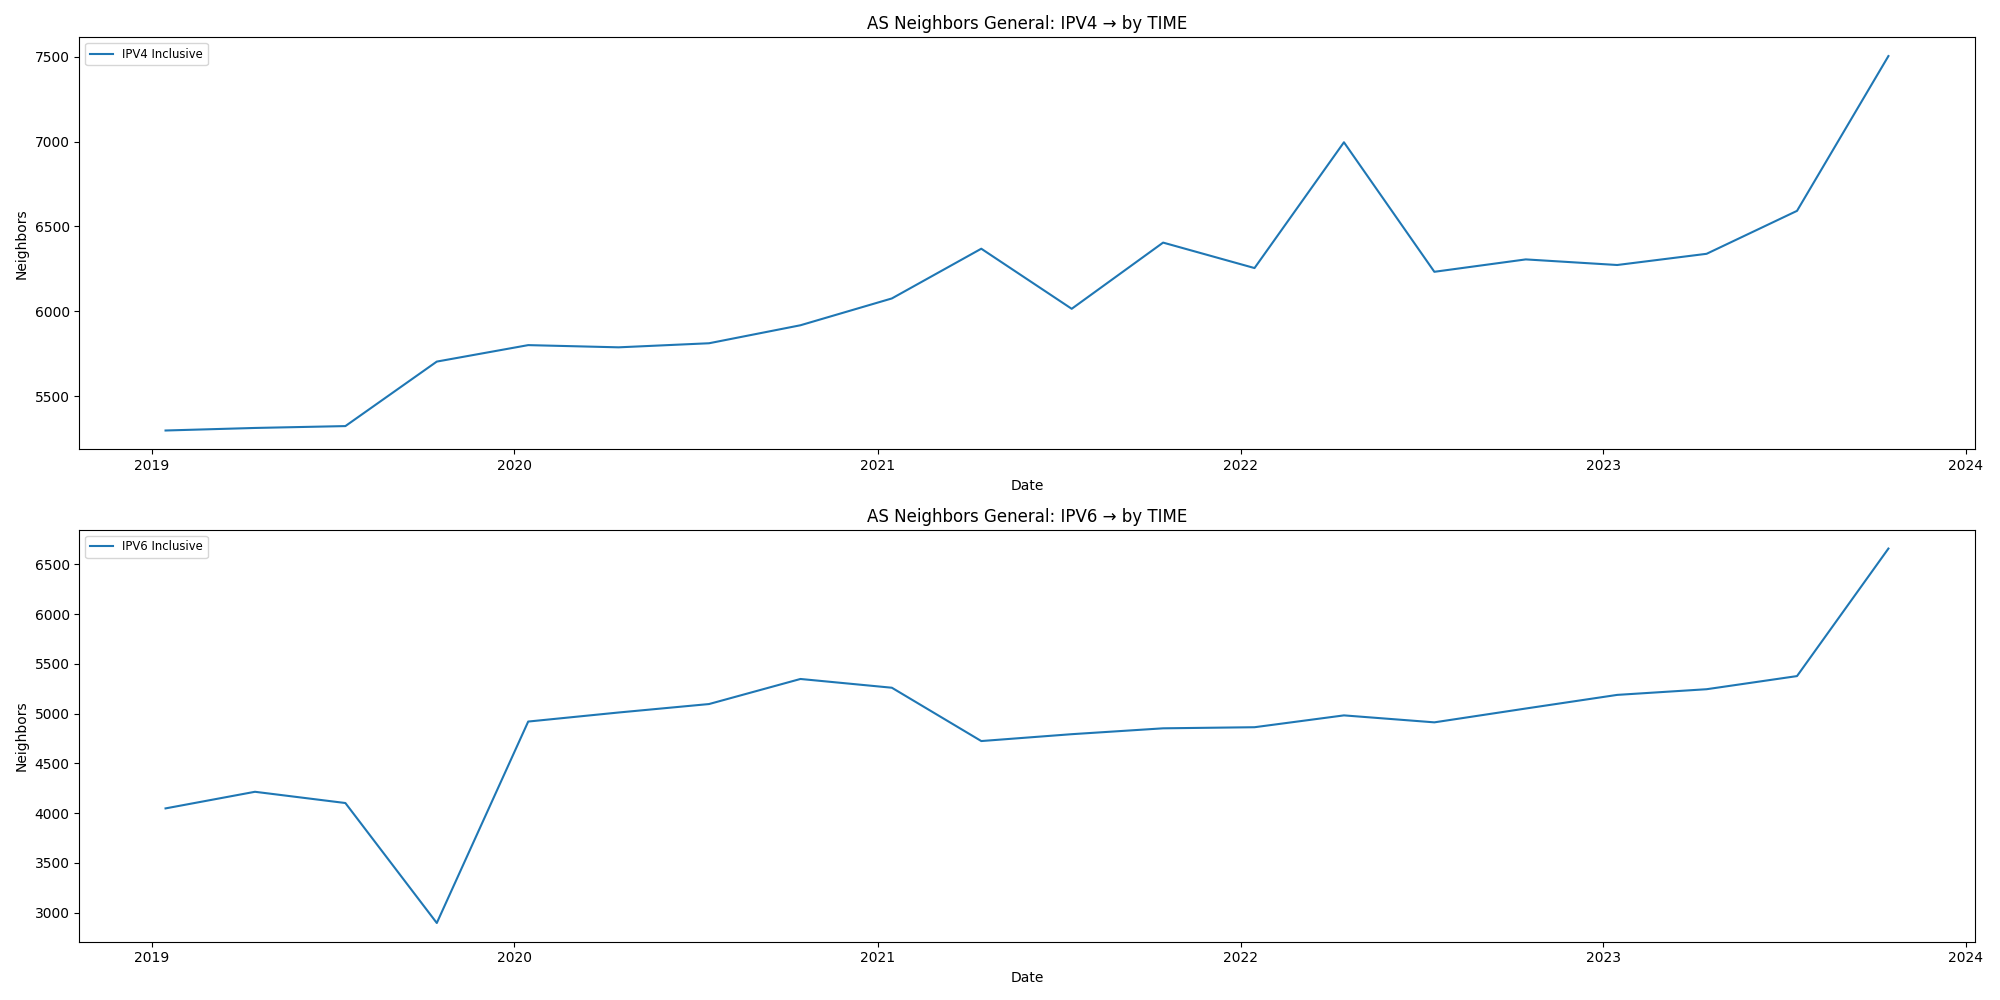 AS Neighbors General: IPV4 → by TIME
IPV4 Inclusive
7500
7000
6500
6000
5500
Neighbors
2019 2020 2021 2022 2023 2024
Date
AS Neighbors General: IPV6 → by TIME
IPV6 Inclusive
6500
6000
5500
5000
4500
4000
3500
3000
Neighbors
2019 2020 2021 2022 2023 2024
Date